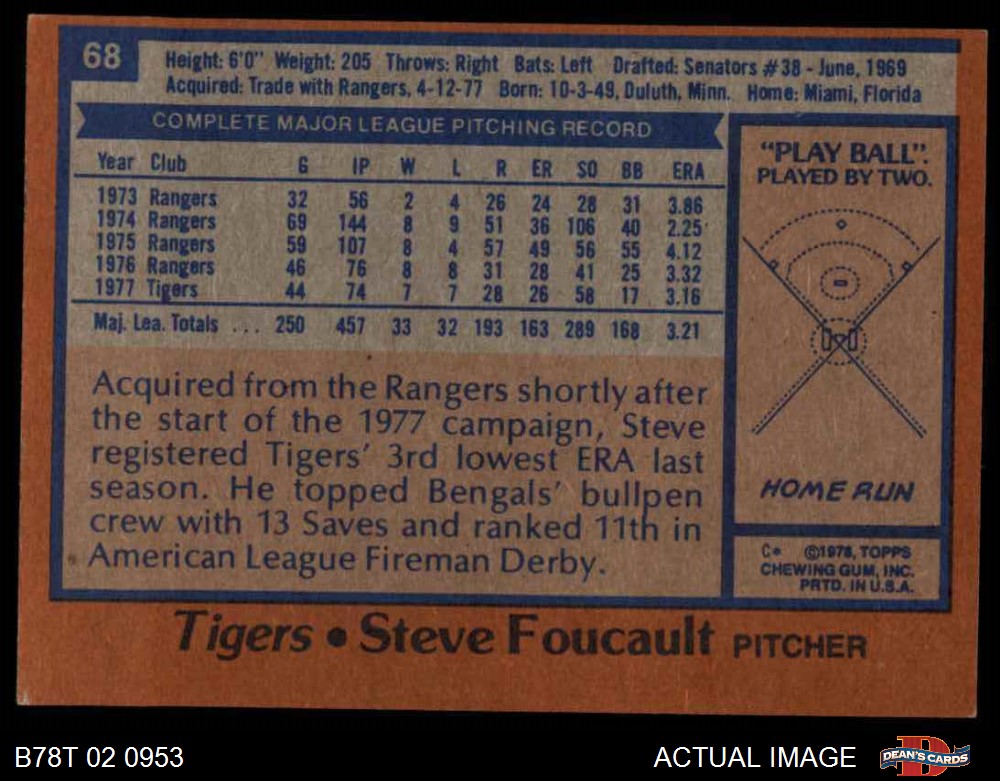 68
Height: 6'0" Weight: 205 Throws: Right Bats: Left Drafted: Senators #38 - June, 1969
Acquired: Trade with Rangers, 4-12-77 Born: 10-3-49, Duluth, Minn. Home: Miami, Florida
COMPLETE MAJOR LEAGUE PITCHING RECORD
Year Club G IP W L R ER SO BB ERA
1973 Rangers 32 56 2 4 26 24 28 31 3.86
1974 Rangers 69 144 8 9 51 36 106 40 2.25
1975 Rangers 59 107 8 4 57 49 56 55 4.12
1976 Rangers 46 76 8 8 31 28 41 25 3.32
1977 Tigers 44 74 7 7 28 26 58 17 3.16
Maj. Lea. Totals ... 250 457 33 32 193 163 289 168 3.21
Acquired from the Rangers shortly after
the start of the 1977 campaign, Steve
registered Tigers' 3rd lowest ERA last
season. He topped Bengals' bullpen
crew with 13 Saves and ranked 11th in
American League Fireman Derby.
"PLAY BALL".
PLAYED BY TWO.
HOME RUN
C* ©1978, TOPPS
CHEWING GUM, INC.
PRTD. IN U.S.A.
Tigers • Steve Foucault PITCHER
B78T 02 0953
ACTUAL IMAGE
DEAN'S CARDS